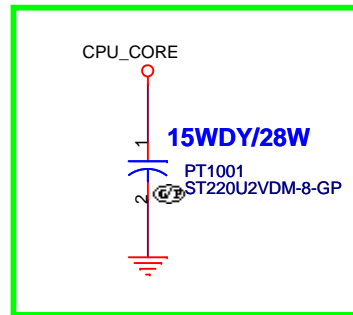 CPU_CORE
1
15WDY/28W
PT1001
2
G/P
ST220U2VDM-8-GP